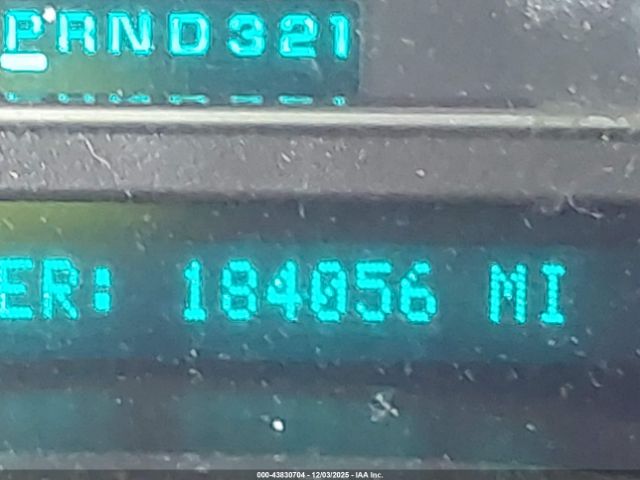 PRND321
ER: 184056 MI
000-43830704 - 12/03/2025 - IAA Inc.